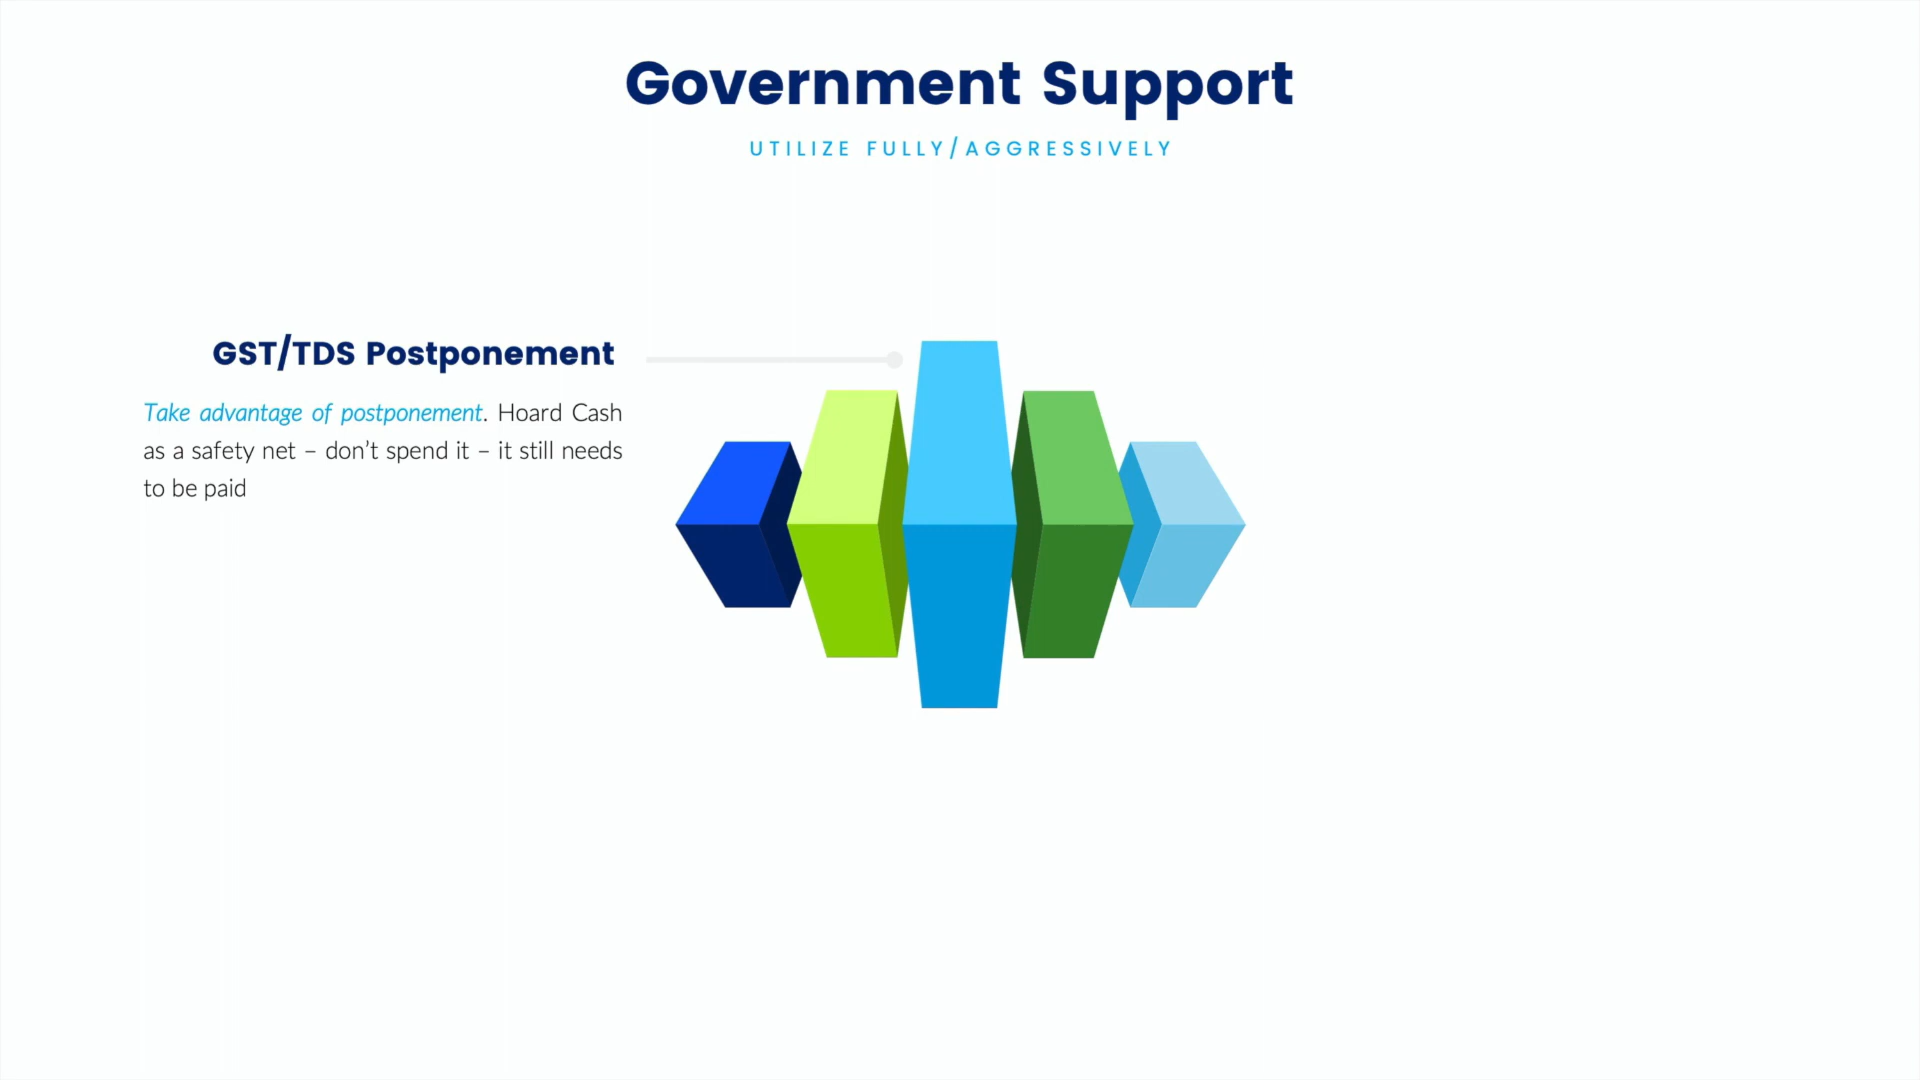 Government Support
UTILIZE FULLY/AGGRESSIVELY
GST/TDS Postponement
Take advantage of postponement. Hoard Cash
as a safety net – don’t spend it – it still needs
to be paid